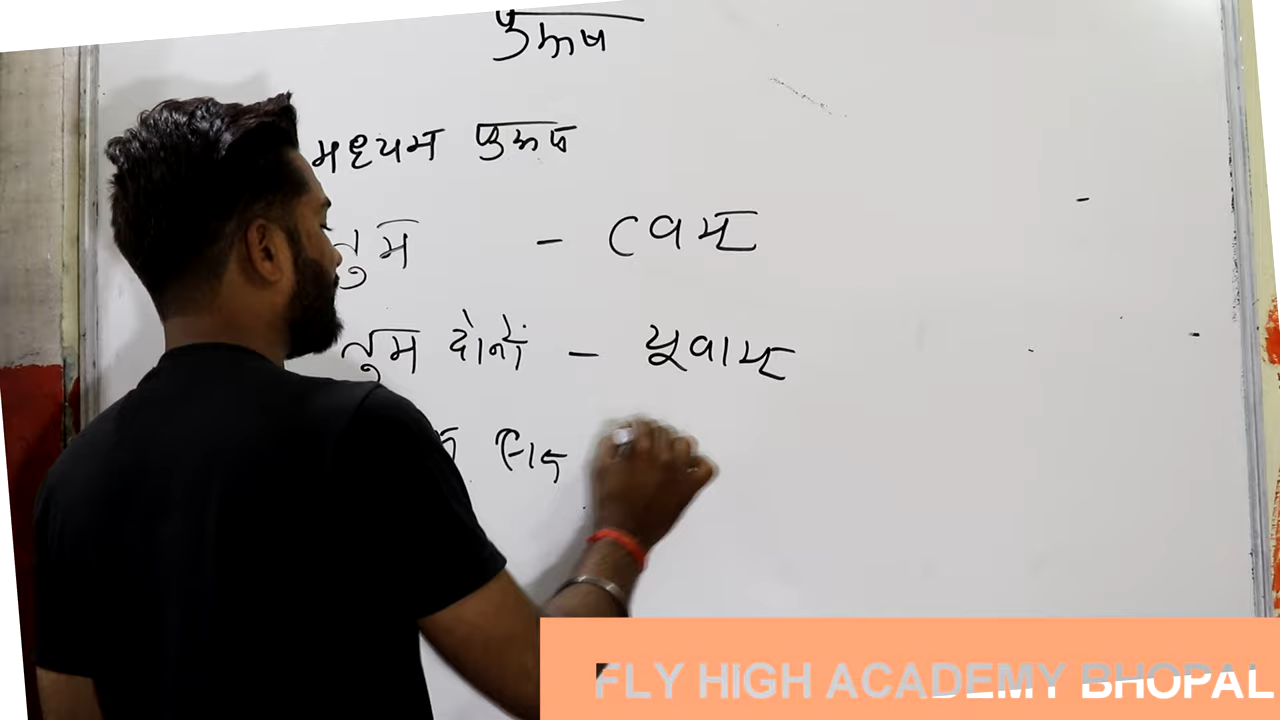 पुरूष
मध्यम पुरूष
तुम - त्वम्
तुम दोनों - यूवाम्
FLY HIGH ACADEMY BHOPAL